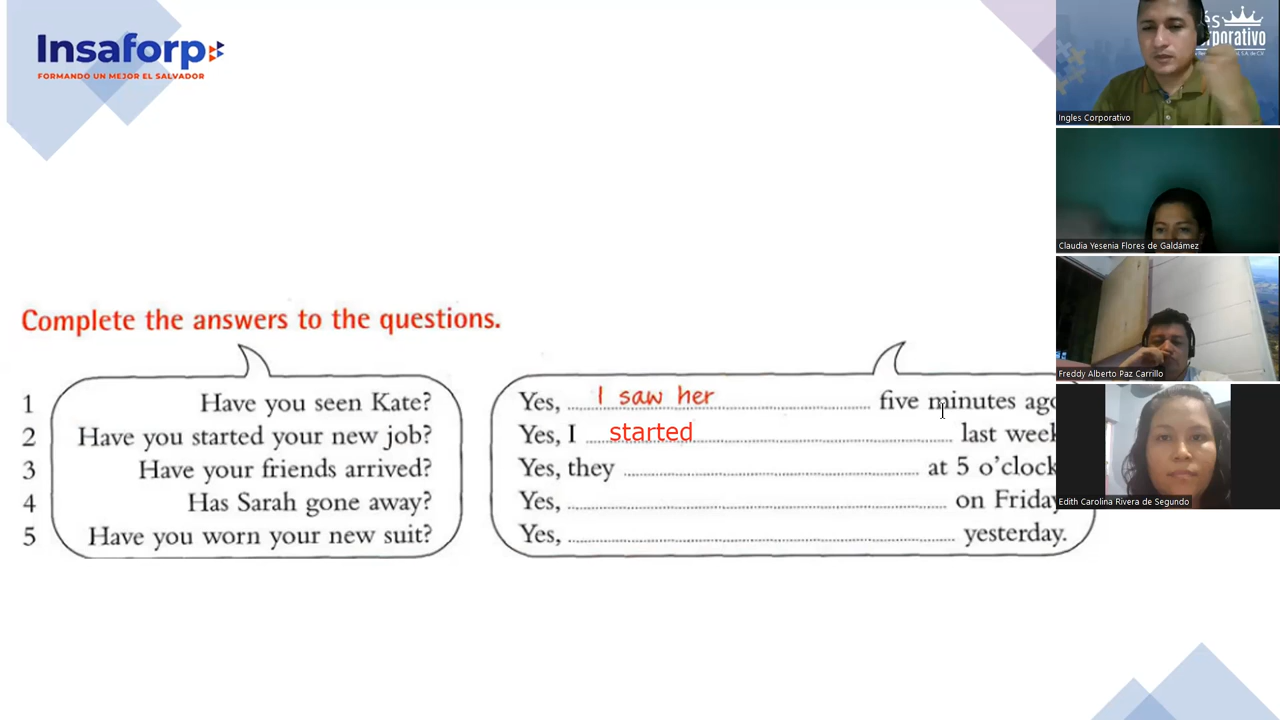 Insaforp
FORMANDO UN MEJOR EL SALVADOR
Complete the answers to the questions.
1 Have you seen Kate? Yes, I saw her five minutes ago
2 Have you started your new job? Yes, I started last week
3 Have your friends arrived? Yes, they at 5 o'clock
4 Has Sarah gone away? Yes, on Friday
5 Have you worn your new suit? Yes, yesterday.
Ingles Corporativo
Claudia Yesenia Flores de Galdámez
Freddy Alberto Paz Carrillo
Edith Carolina Rivera de Segundo